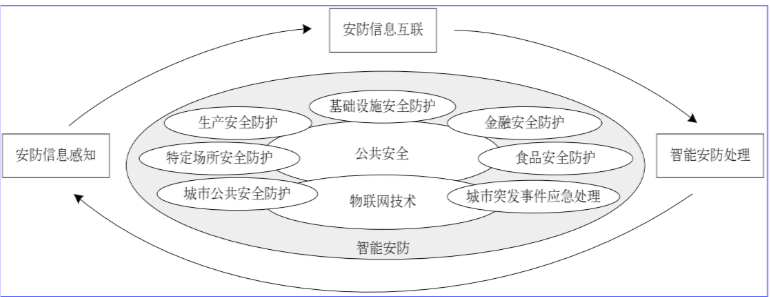 安防信息互联
基础设施安全防护
生产安全防护
金融安全防护
安防信息感知
特定场所安全防护
公共安全
食品安全防护
智能安防处理
城市公共安全防护
物联网技术
城市突发事件应急处理
智能安防